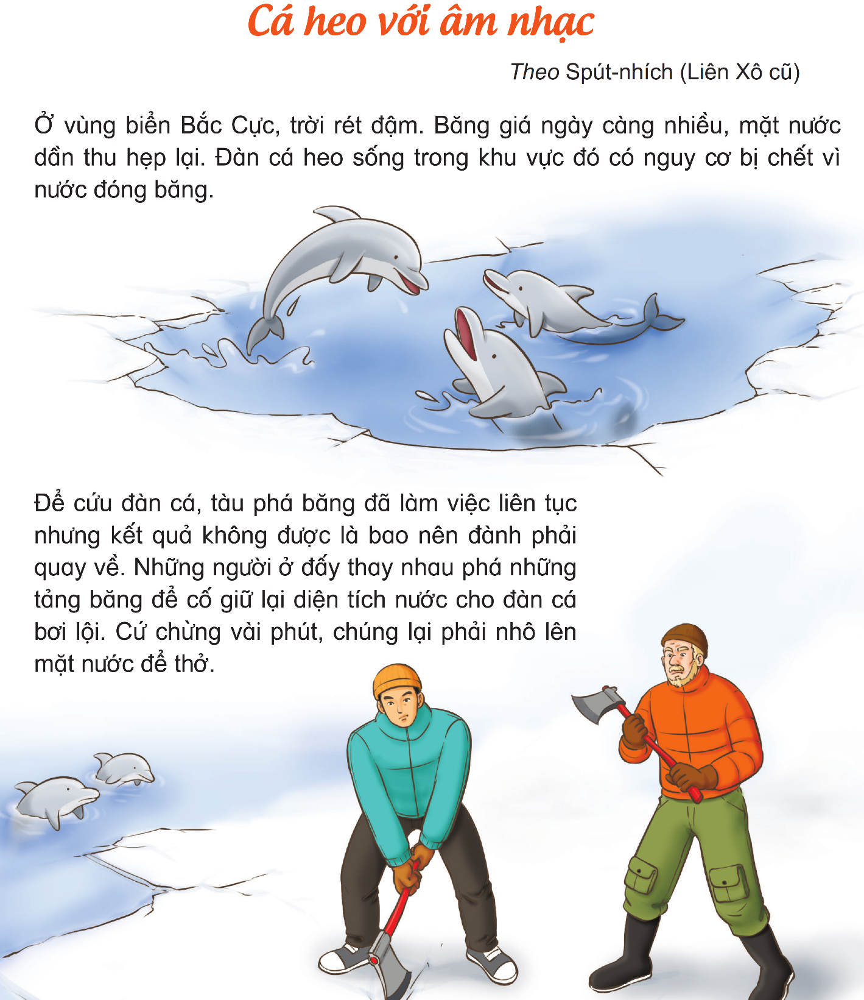 Cá heo với âm nhạc
Theo Spút-nhích (Liên Xô cũ)
Ở vùng biển Bắc Cực, trời rét đậm. Băng giá ngày càng nhiều, mặt nước
dần thu hẹp lại. Đàn cá heo sống trong khu vực đó có nguy cơ bị chết vì
nước đóng băng.
Để cứu đàn cá, tàu phá băng đã làm việc liên tục
nhưng kết quả không được là bao nên đành phải
quay về. Những người ở đấy thay nhau phá những
tảng băng để cố giữ lại diện tích nước cho đàn cá
bơi lội. Cứ chừng vài phút, chúng lại phải nhô lên
mặt nước để thở.